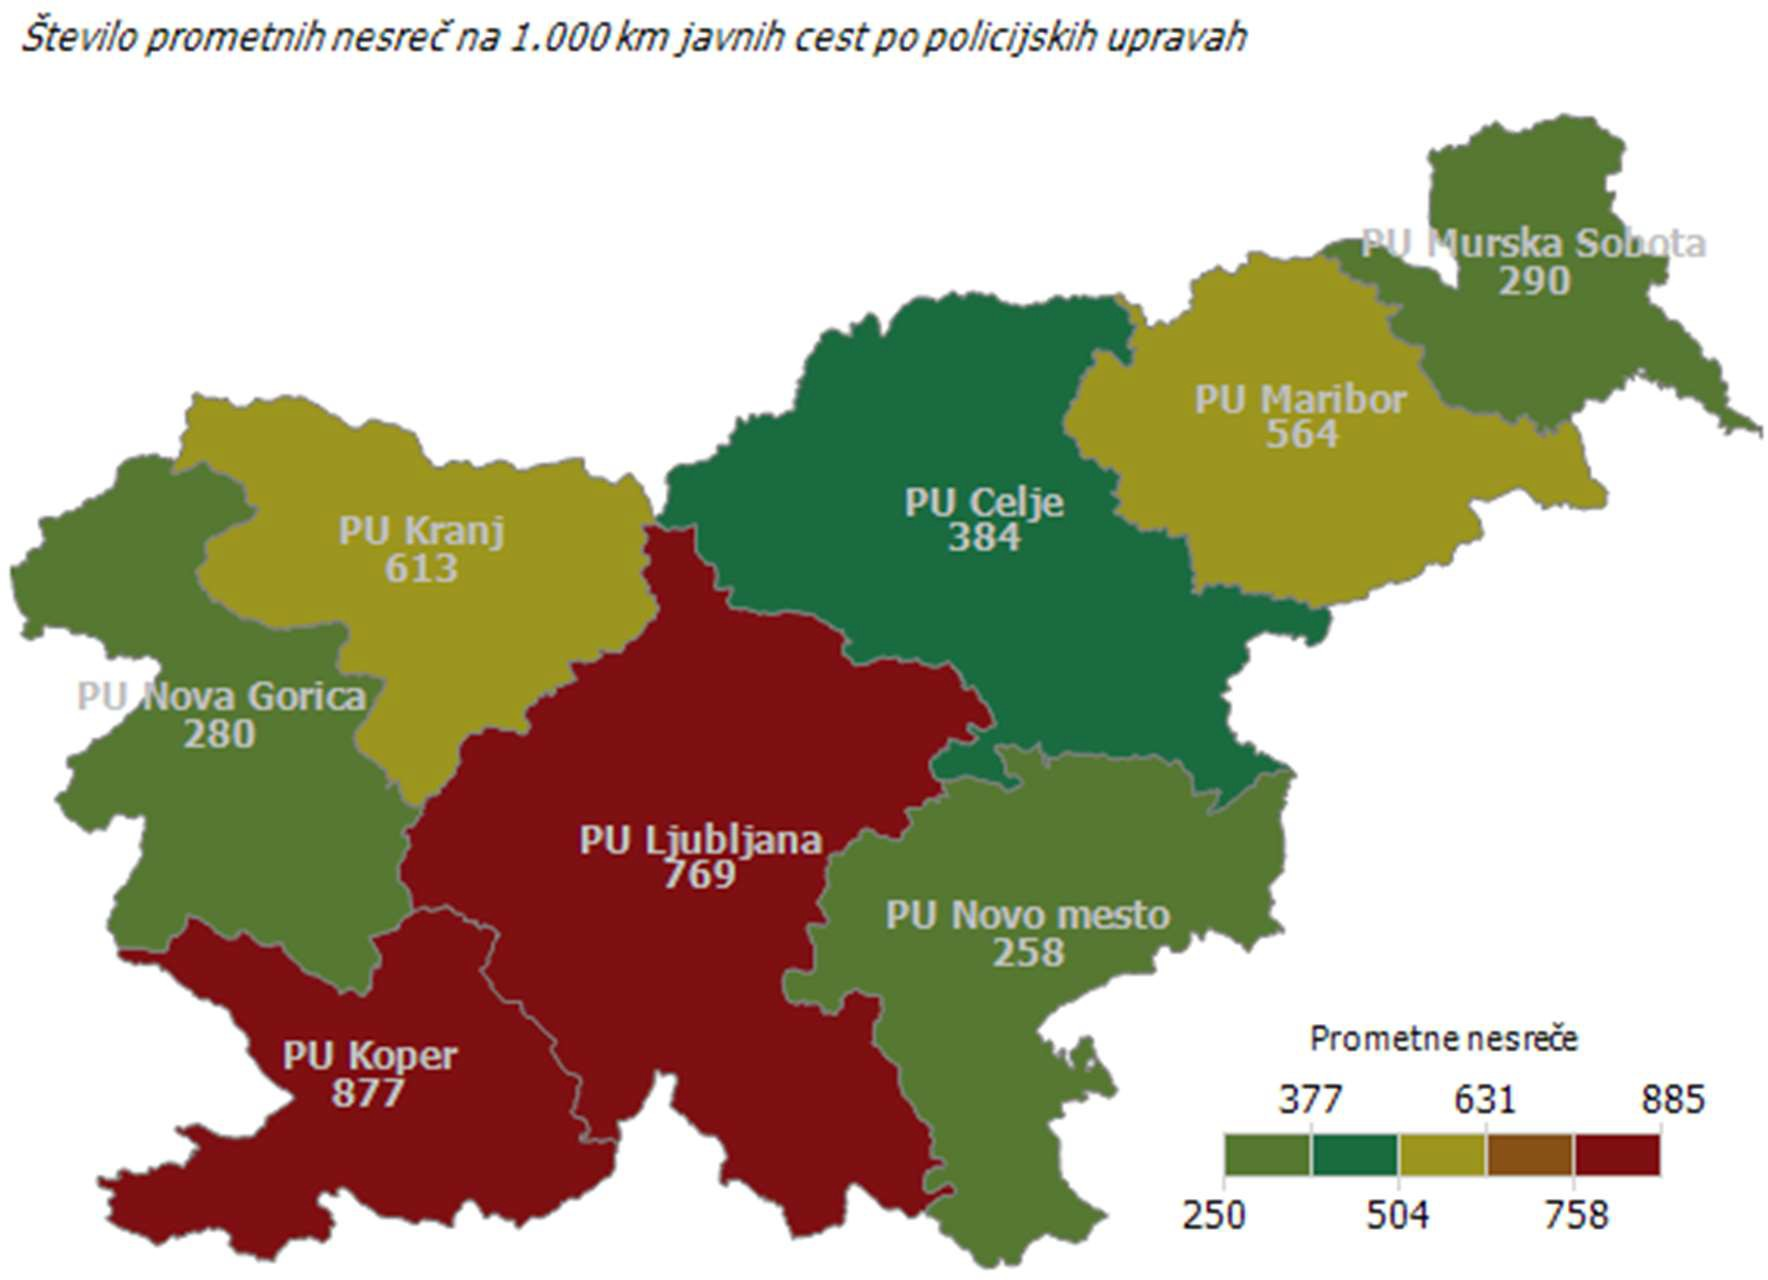 Število prometnih nesreč na 1.000 km javnih cest po policijskih upravah
PU Murska Sobota
290
PU Maribor
564
PU Celje
384
PU Kranj
613
PU Nova Gorica
280
PU Ljubljana
769
PU Novo mesto
258
PU Koper
877
Prometne nesreče
377 631 885
250 504 758